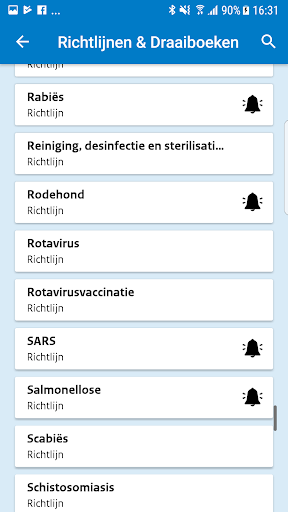 ... 90% 16:31
Richtlijnen & Draaiboeken
Rabiës
Richtlijn
Reiniging, desinfectie en sterilisati...
Richtlijn
Rodehond
Richtlijn
Rotavirus
Richtlijn
Rotavirusvaccinatie
Richtlijn
SARS
Richtlijn
Salmonellose
Richtlijn
Scabiës
Richtlijn
Schistosomiasis
Richtlijn